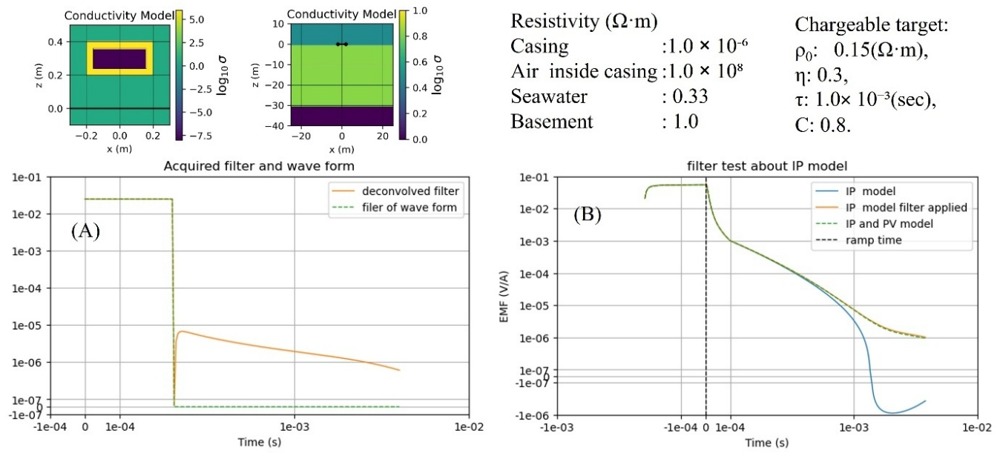 Conductivity Model
0.4
0.2
0.0
z (m)
−0.2 0.0 0.2
x (m)
5.0
2.5
0.0
−2.5
−5.0
−7.5
log₁₀ σ
Conductivity Model
10
0
−10
−20
−30
−40
z (m)
−20 0 20
x (m)
1.0
0.8
0.6
0.4
0.2
0.0
log₁₀ σ
Resistivity (Ω·m)
Casing :1.0 × 10⁻⁶
Air inside casing :1.0 × 10⁸
Seawater : 0.33
Basement : 1.0
Chargeable target:
ρ₀: 0.15(Ω·m),
η: 0.3,
τ: 1.0× 10⁻³(sec),
C: 0.8.
Acquired filter and wave form
(A)
deconvolved filter
filer of wave form
1e-01
1e-02
1e-03
1e-04
1e-05
1e-06
1e-07
0
-1e-07
-1e-04 0 1e-04 1e-03 1e-02
Time (s)
filter test about IP model
(B)
IP model
IP model filter applied
IP and PV model
ramp time
EMF (V/A)
1e-01
1e-02
1e-03
1e-04
1e-05
1e-06
1e-07
0
-1e-07
-1e-06
-1e-03 -1e-04 0 1e-04 1e-03 1e-02
Time (s)